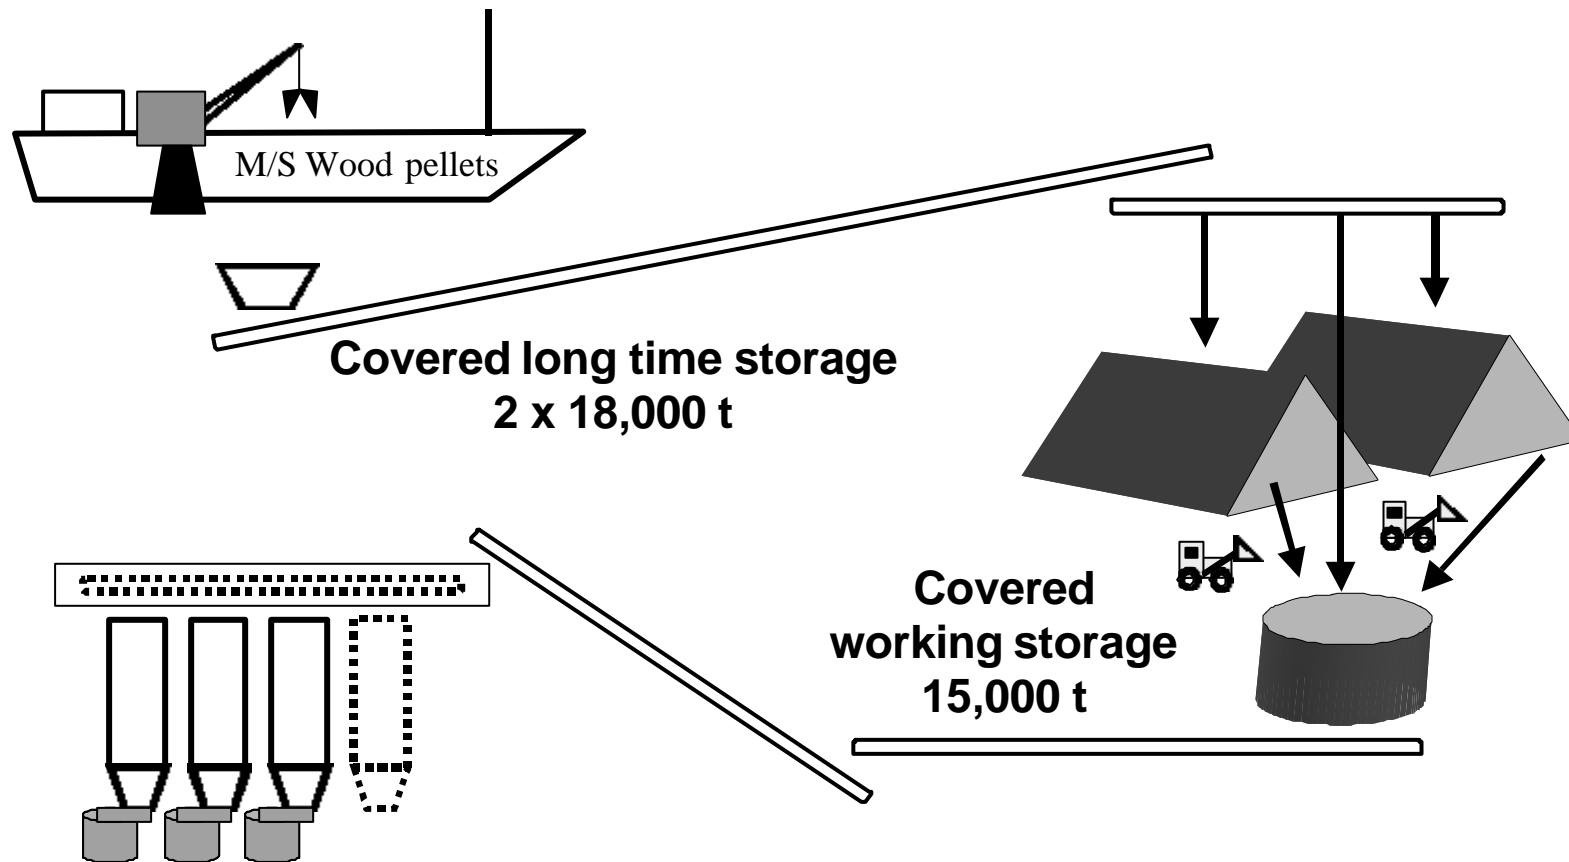 M/S Wood pellets
Covered long time storage
2 x 18,000 t
Covered
working storage
15,000 t